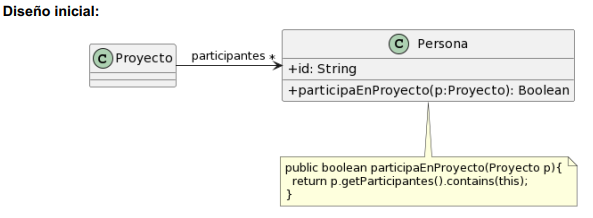 Diseño inicial:
C Proyecto
participantes *
C Persona
+id: String
+participaEnProyecto(p:Proyecto): Boolean
public boolean participaEnProyecto(Proyecto p){
return p.getParticipantes().contains(this);
}